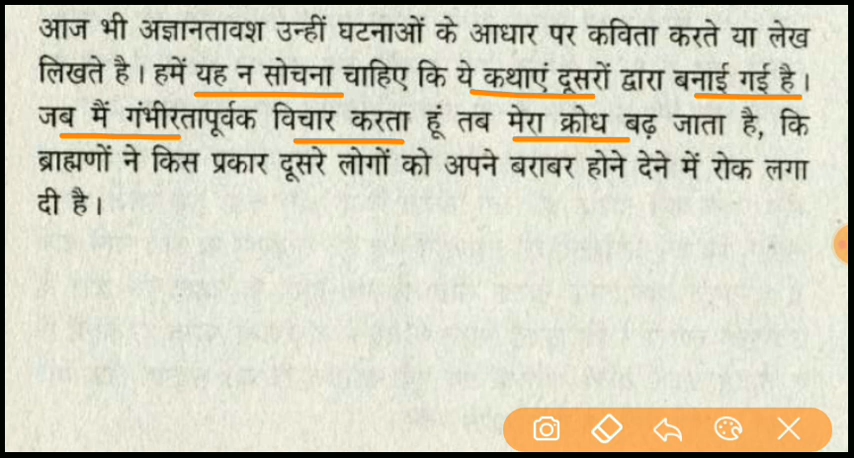 आज भी अज्ञानतावश उन्हीं घटनाओं के आधार पर कविता करते या लेख
लिखते है। हमें यह न सोचना चाहिए कि ये कथाएं दूसरों द्वारा बनाई गई है।
जब मैं गंभीरतापूर्वक विचार करता हूं तब मेरा क्रोध बढ़ जाता है, कि
ब्राह्मणों ने किस प्रकार दूसरे लोगों को अपने बराबर होने देने में रोक लगा
दी है।